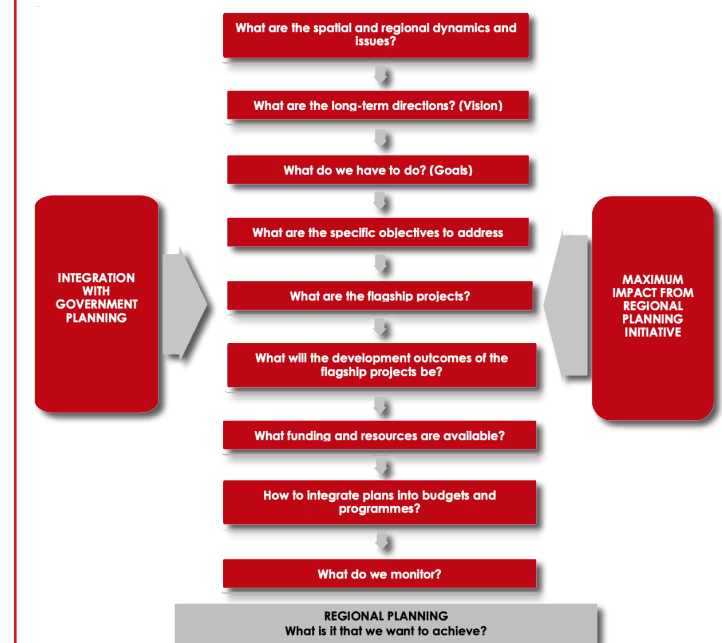 What are the spatial and regional dynamics and
issues?
What are the long-term directions? (Vision)
What do we have to do? (Goals)
What are the specific objectives to address
What are the flagship projects?
What will the development outcomes of the
flagship projects be?
What funding and resources are available?
How to integrate plans into budgets and
programmes?
What do we monitor?
INTEGRATION
WITH
GOVERNMENT
PLANNING
MAXIMUM
IMPACT FROM
REGIONAL
PLANNING
INITIATIVE
REGIONAL PLANNING
What is it that we want to achieve?